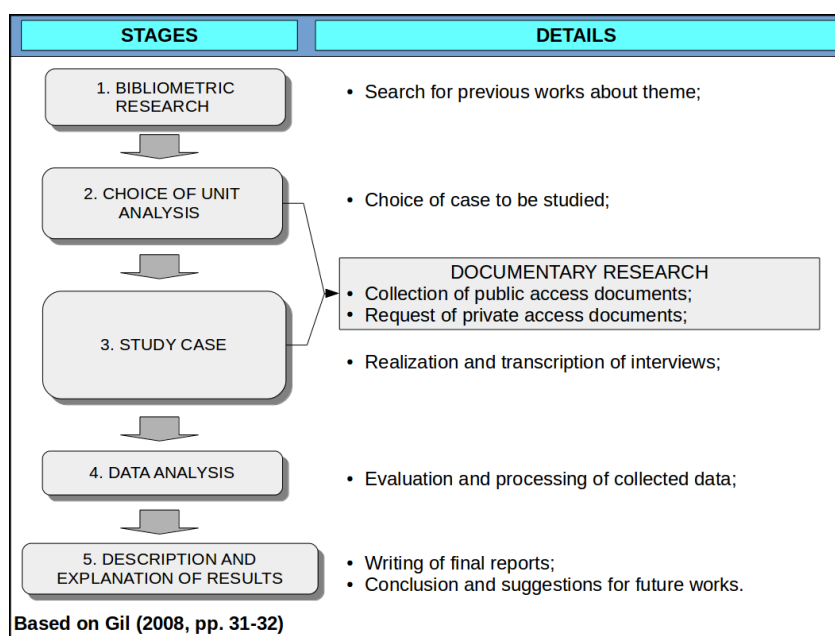 STAGES
DETAILS
1. BIBLIOMETRIC
RESEARCH
• Search for previous works about theme;
2. CHOICE OF UNIT
ANALYSIS
• Choice of case to be studied;
DOCUMENTARY RESEARCH
• Collection of public access documents;
• Request of private access documents;
3. STUDY CASE
• Realization and transcription of interviews;
4. DATA ANALYSIS
• Evaluation and processing of collected data;
5. DESCRIPTION AND
EXPLANATION OF RESULTS
• Writing of final reports;
• Conclusion and suggestions for future works.
Based on Gil (2008, pp. 31-32)